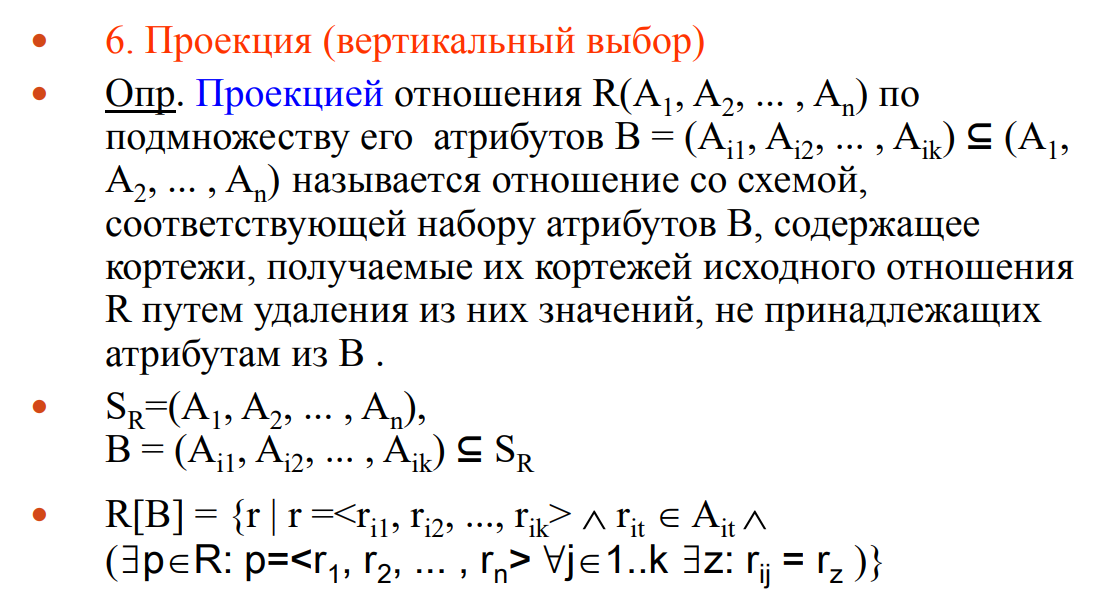 • 6. Проекция (вертикальный выбор)
• Опр. Проекцией отношения R(A₁, A₂, ... , Aₙ) по
подмножеству его атрибутов B = (Aᵢ₁, Aᵢ₂, ... , Aᵢₖ) ⊆ (A₁,
A₂, ... , Aₙ) называется отношение со схемой,
соответствующей набору атрибутов B, содержащее
кортежи, получаемые их кортежей исходного отношения
R путем удаления из них значений, не принадлежащих
атрибутам из B .
• S_R=(A₁, A₂, ... , Aₙ),
B = (Aᵢ₁, Aᵢ₂, ... , Aᵢₖ) ⊆ S_R
• R[B] = {r | r =<rᵢ₁, rᵢ₂, ..., rᵢₖ> ∧ rᵢₜ ∈ Aᵢₜ ∧
(∃p∈R: p=<r₁, r₂, ... , rₙ> ∀j∈1..k ∃z: rᵢⱼ = r_z )}